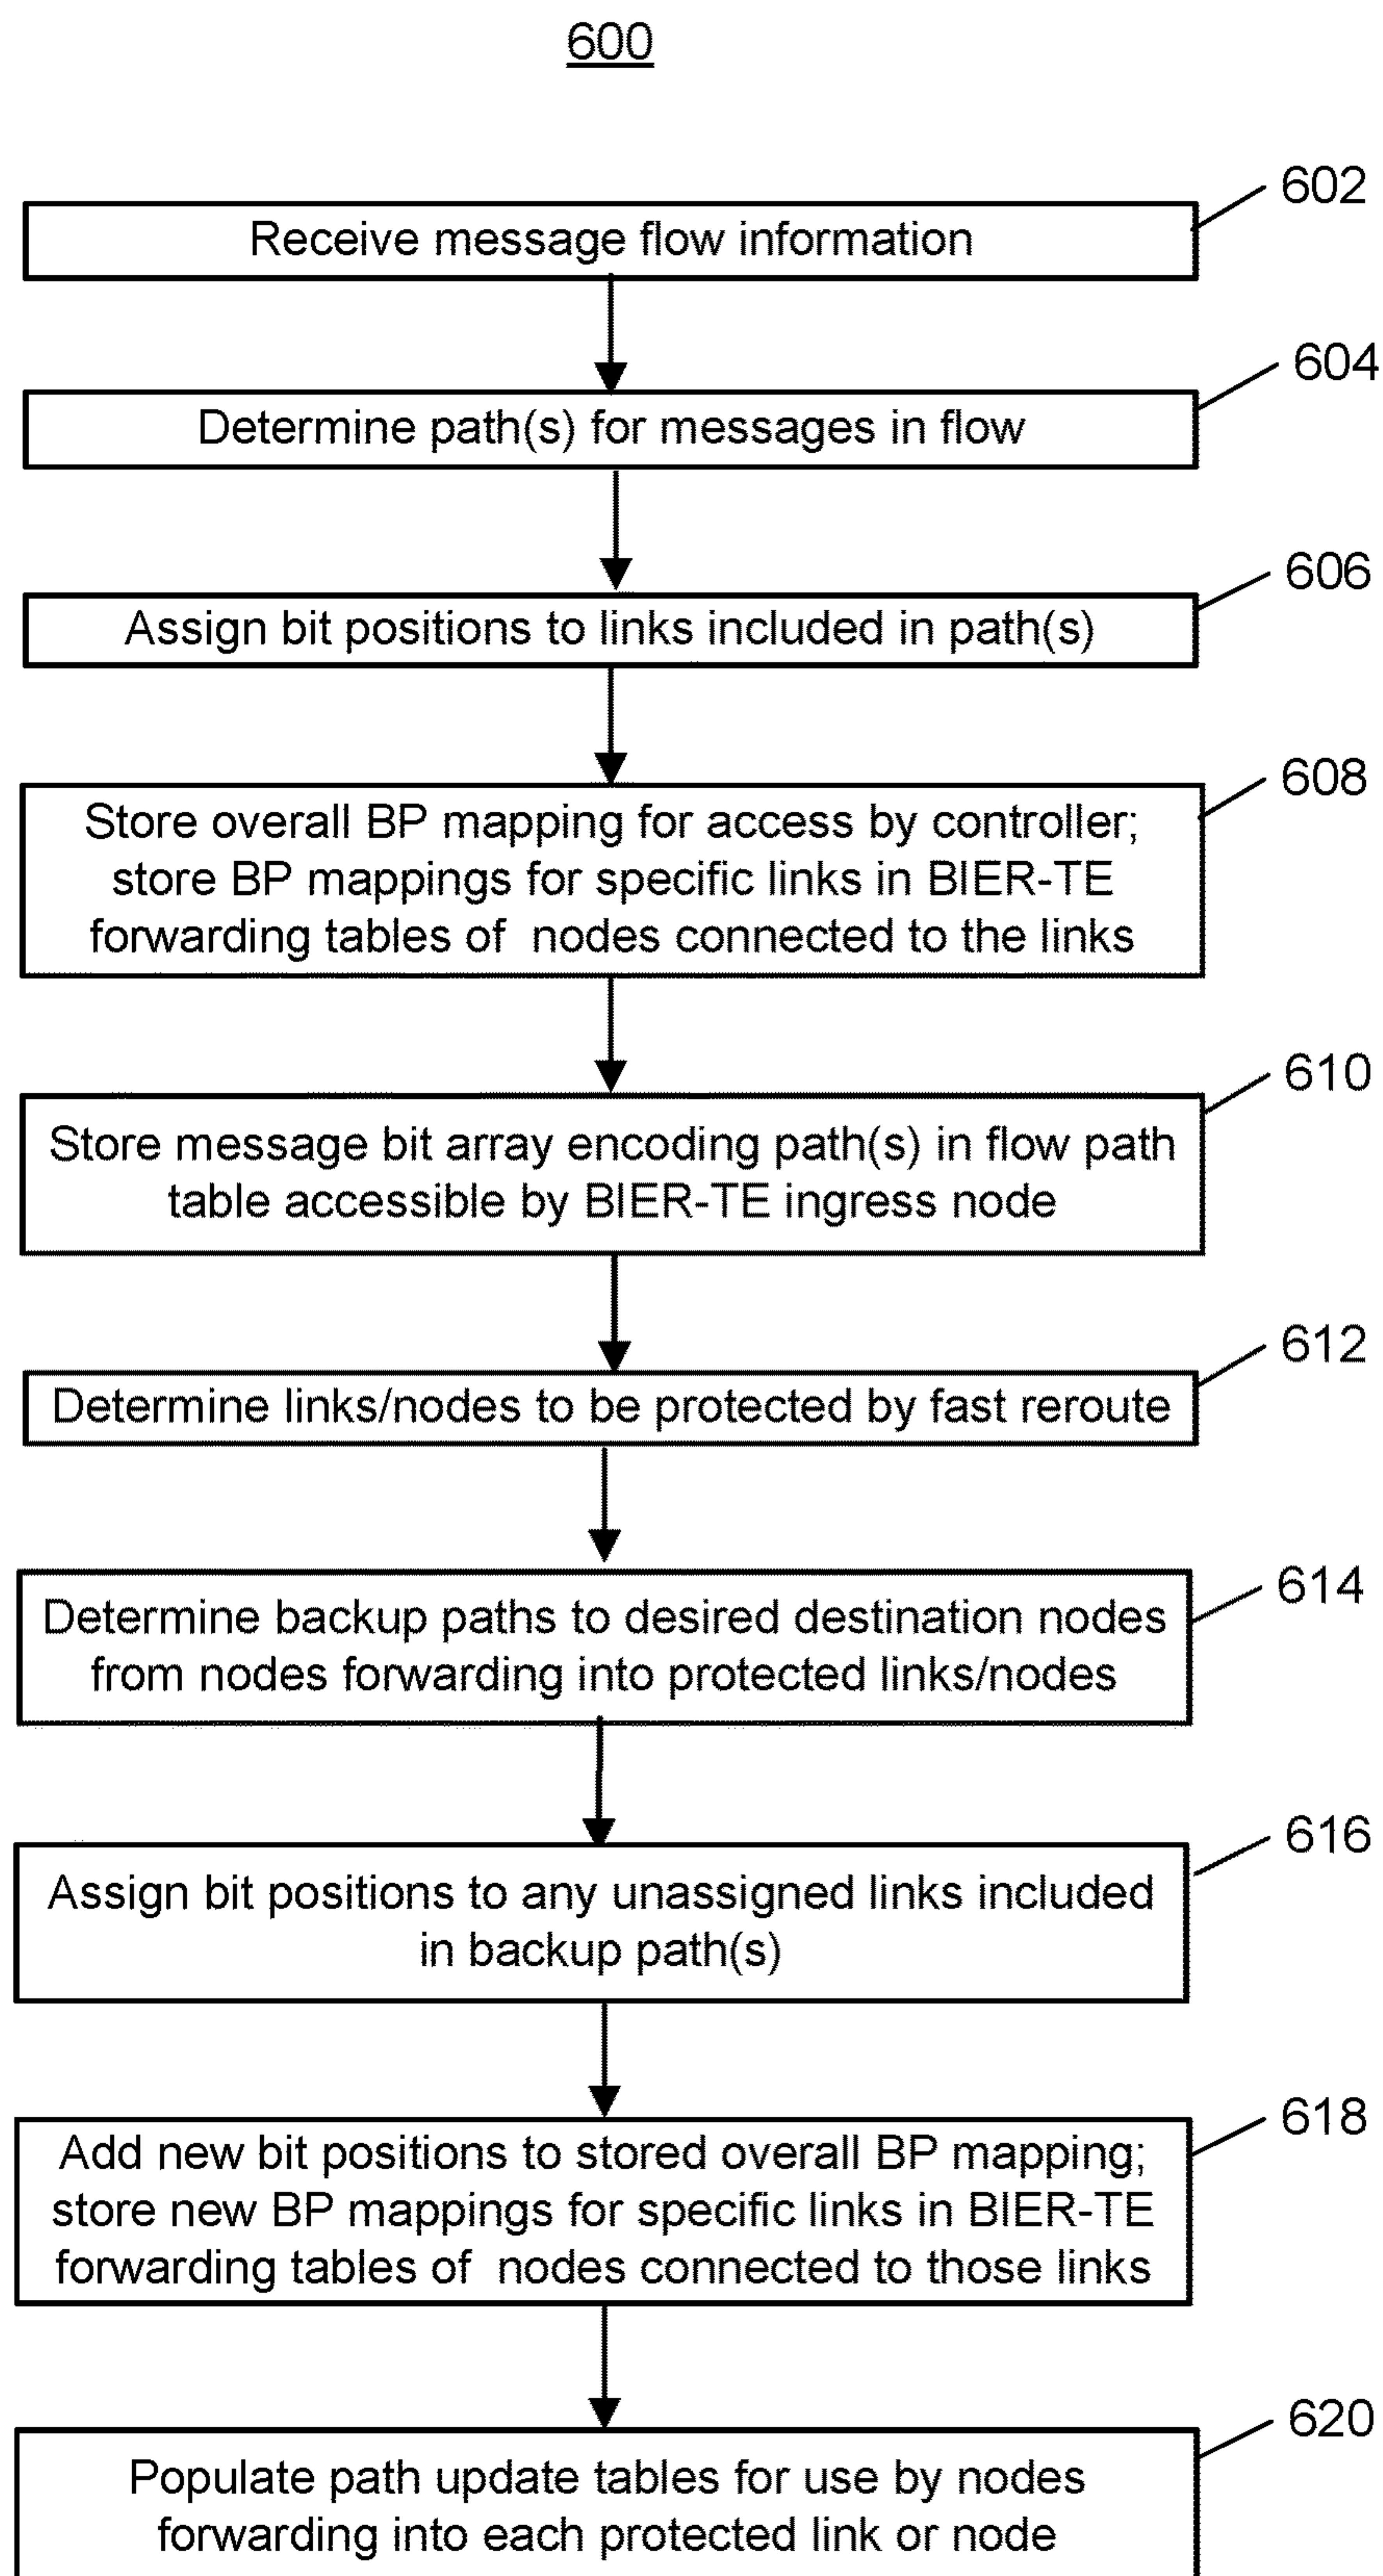 600
602
Receive message flow information
604
Determine path(s) for messages in flow
606
Assign bit positions to links included in path(s)
608
Store overall BP mapping for access by controller;
store BP mappings for specific links in BIER-TE
forwarding tables of nodes connected to the links
610
Store message bit array encoding path(s) in flow path
table accessible by BIER-TE ingress node
612
Determine links/nodes to be protected by fast reroute
614
Determine backup paths to desired destination nodes
from nodes forwarding into protected links/nodes
616
Assign bit positions to any unassigned links included
in backup path(s)
618
Add new bit positions to stored overall BP mapping;
store new BP mappings for specific links in BIER-TE
forwarding tables of nodes connected to those links
620
Populate path update tables for use by nodes
forwarding into each protected link or node